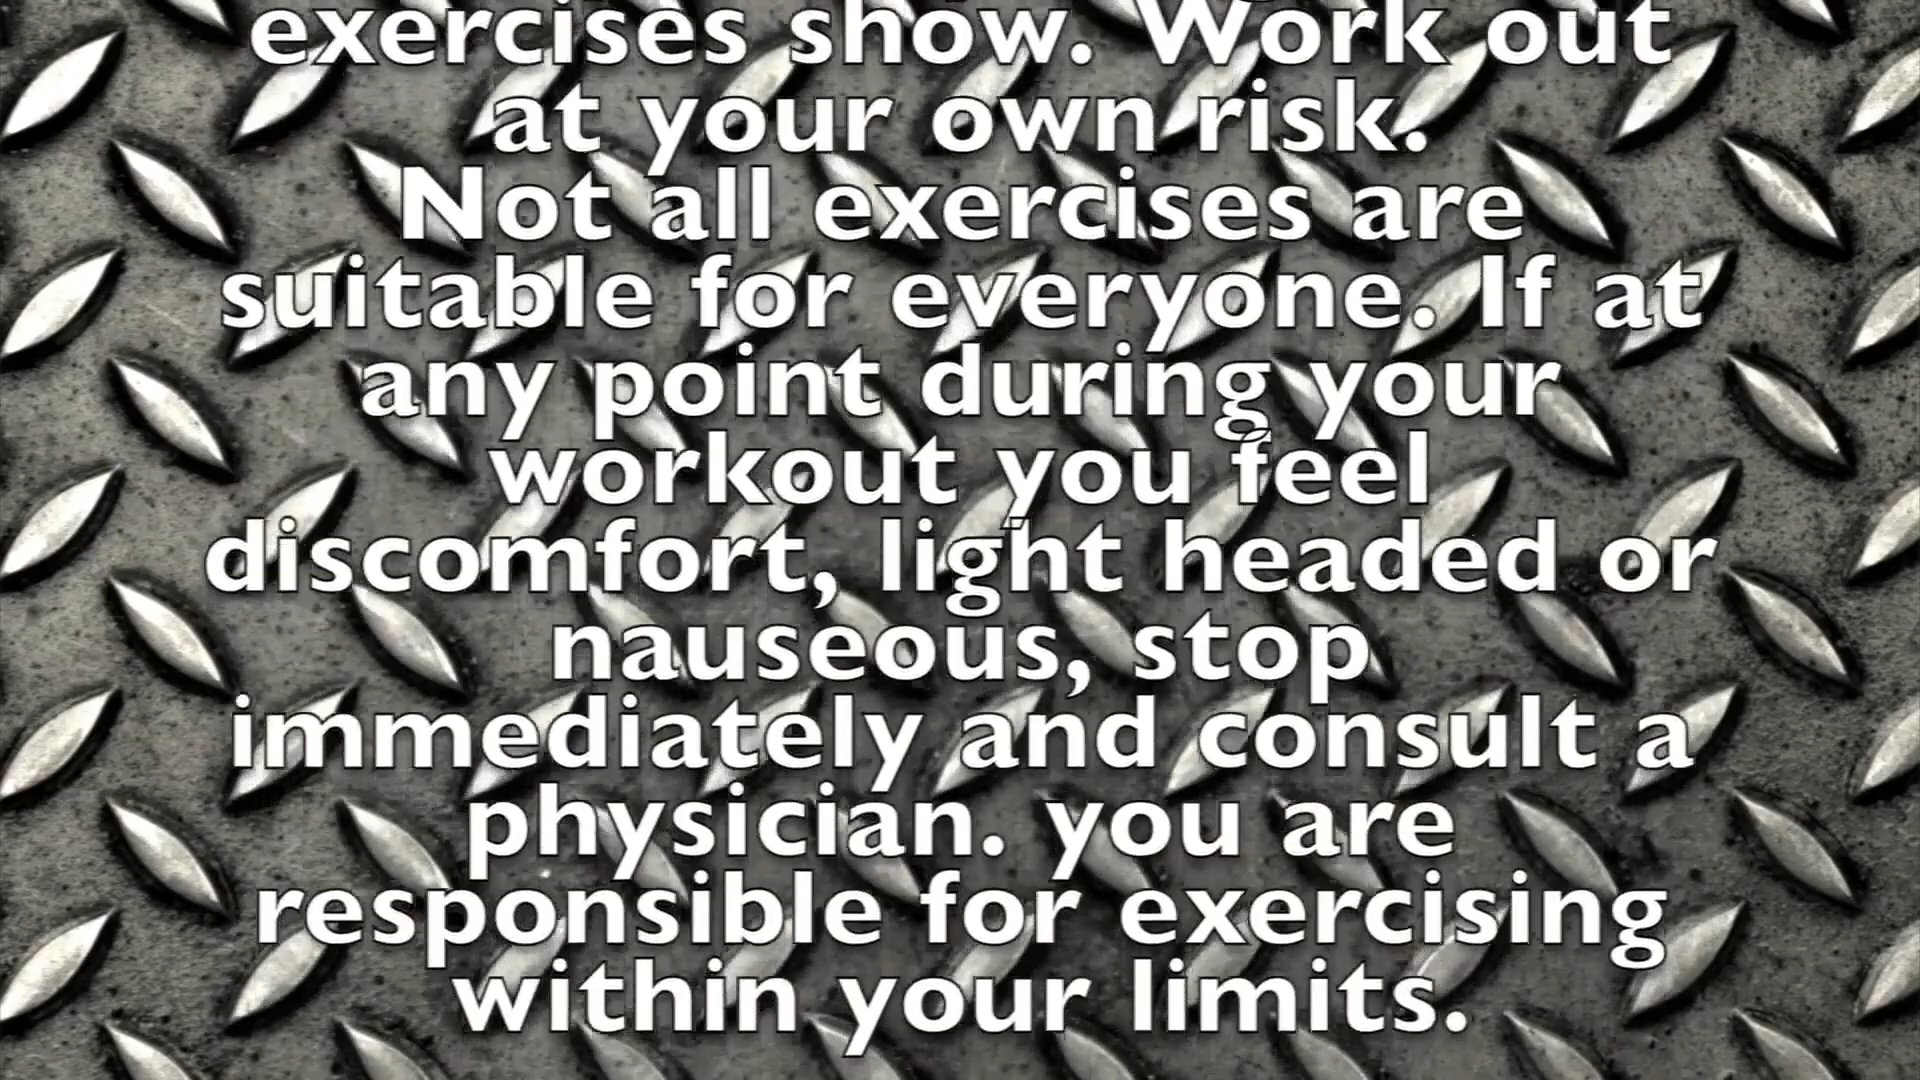 exercises show. Work out
at your own risk.
Not all exercises are
suitable for everyone. If at
any point during your
workout you feel
discomfort, light headed or
nauseous, stop
immediately and consult a
physician. you are
responsible for exercising
within your limits.